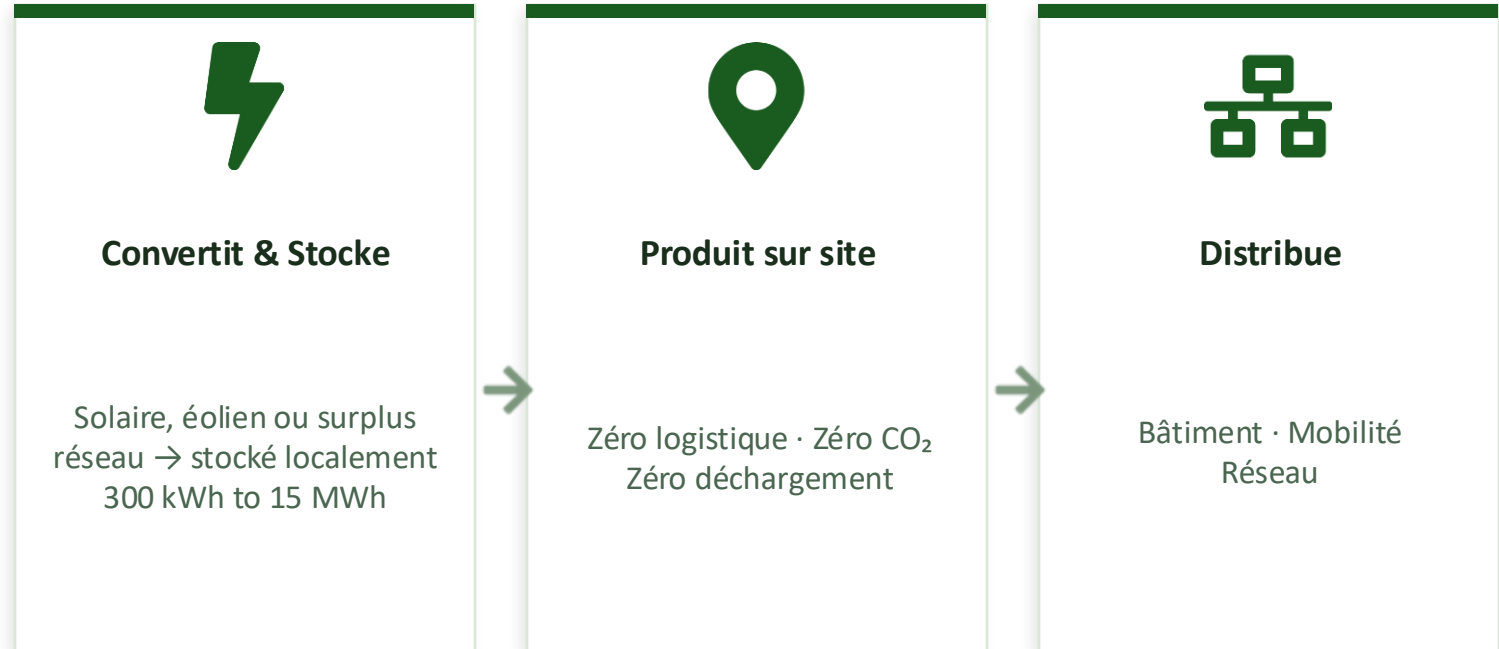 Convertit & Stocke
Solaire, éolien ou surplus
réseau → stocké localement
300 kWh to 15 MWh
Produit sur site
Zéro logistique · Zéro CO₂
Zéro déchargement
Distribue
Bâtiment · Mobilité
Réseau